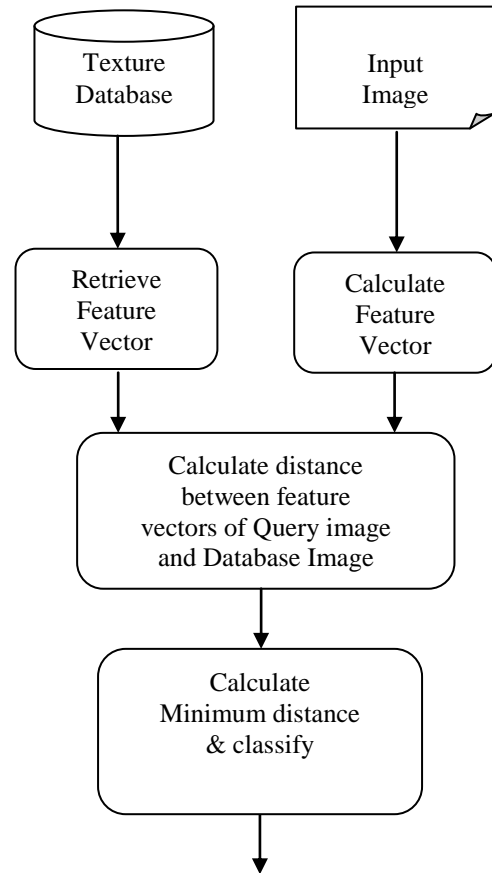 Texture
Database
Input
Image
Retrieve
Feature
Vector
Calculate
Feature
Vector
Calculate distance
between feature
vectors of Query image
and Database Image
Calculate
Minimum distance
& classify